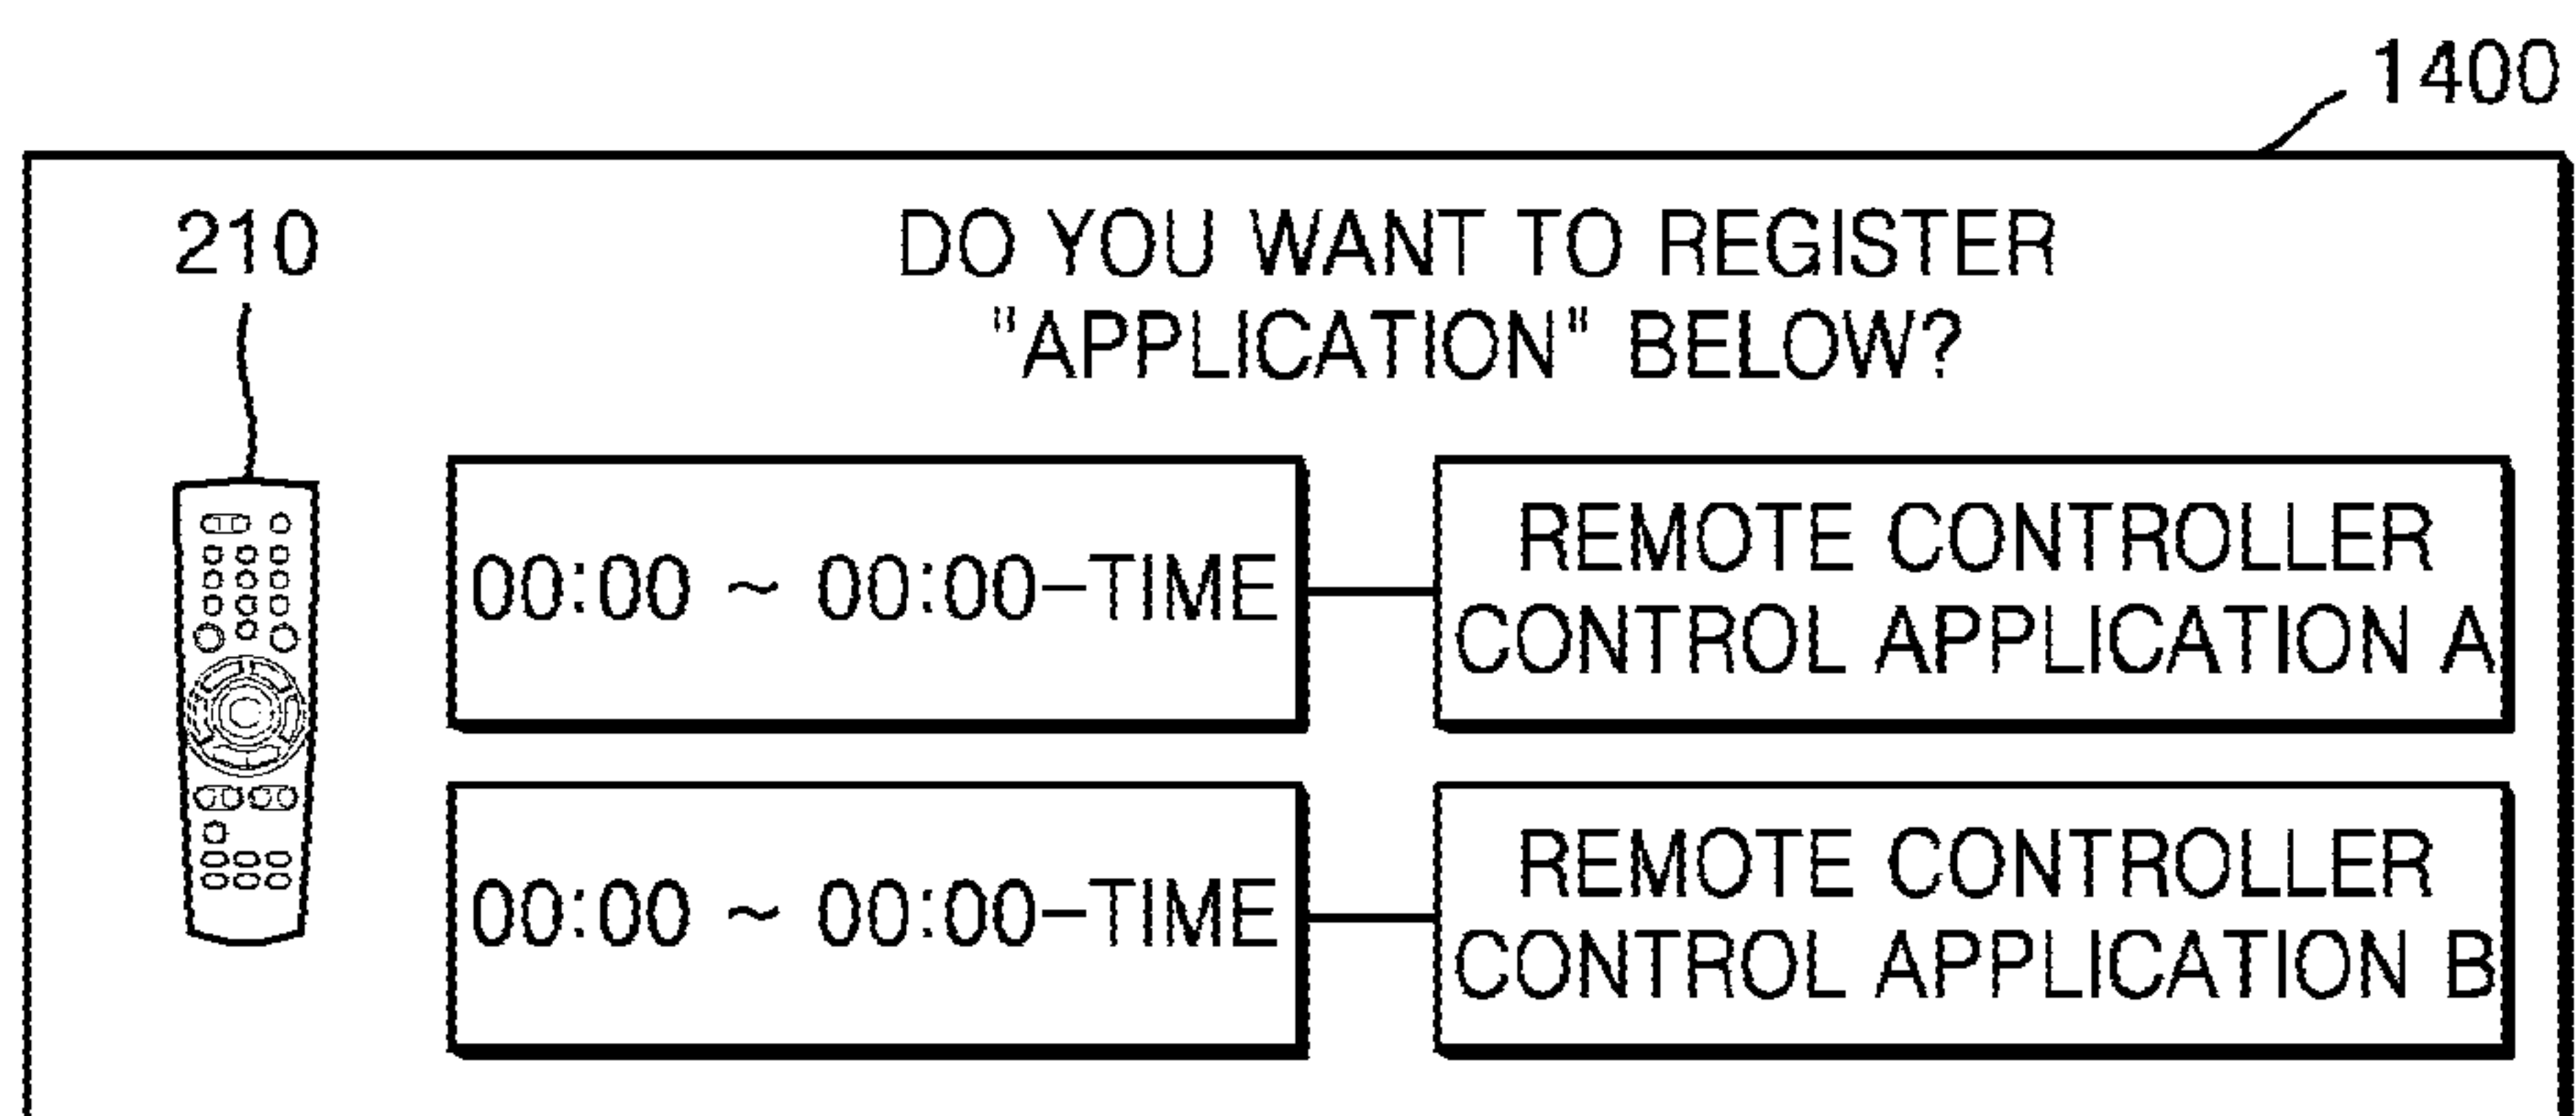 1400
210
DO YOU WANT TO REGISTER
"APPLICATION" BELOW?
00:00 ~ 00:00-TIME
REMOTE CONTROLLER
CONTROL APPLICATION A
00:00 ~ 00:00-TIME
REMOTE CONTROLLER
CONTROL APPLICATION B